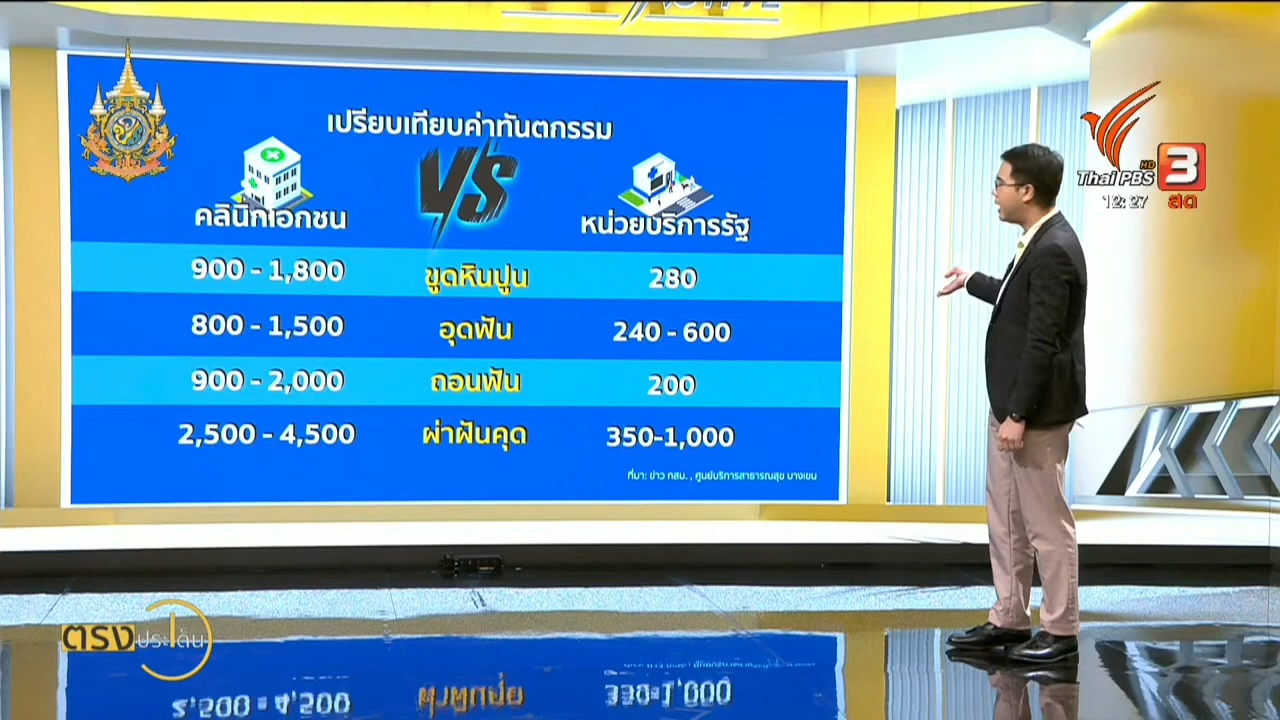 เปรียบเทียบค่าทันตกรรม
VS
คลินิกเอกชน
หน่วยบริการรัฐ
900 - 1,800 ขูดหินปูน 280
800 - 1,500 อุดฟัน 240 - 600
900 - 2,000 ถอนฟัน 200
2,500 - 4,500 ผ่าฟันคุด 350-1,000
ที่มา: ข่าว กสม. , ศูนย์บริการสาธารณสุข บางเขน
Thai PBS HD 3
12:27 สด
ตรงประเด็น